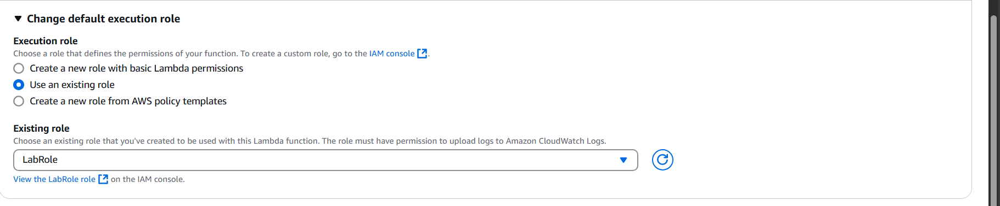 Change default execution role
Execution role
Choose a role that defines the permissions of your function. To create a custom role, go to the IAM console.
Create a new role with basic Lambda permissions
Use an existing role
Create a new role from AWS policy templates
Existing role
Choose an existing role that you've created to be used with this Lambda function. The role must have permission to upload logs to Amazon CloudWatch Logs.
LabRole
View the LabRole role on the IAM console.